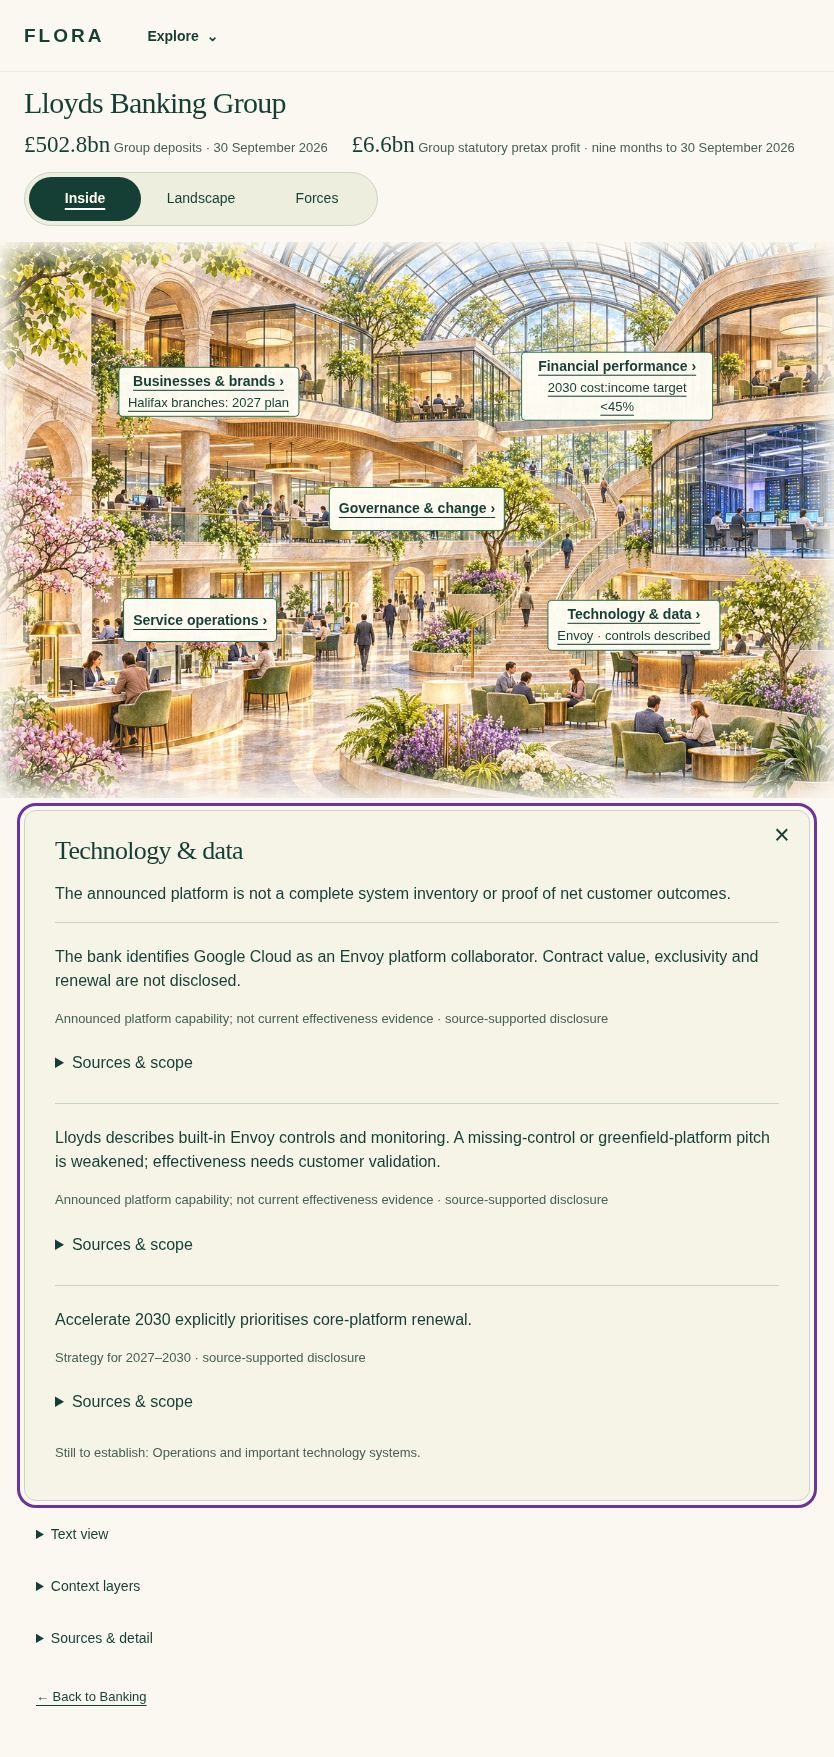 FLORA
Explore ⌄
Lloyds Banking Group
£502.8bn Group deposits · 30 September 2026
£6.6bn Group statutory pretax profit · nine months to 30 September 2026
Inside
Landscape
Forces
Businesses & brands ›
Halifax branches: 2027 plan
Financial performance ›
2030 cost:income target
<45%
Governance & change ›
Service operations ›
Technology & data ›
Envoy · controls described
✕
Technology & data
The announced platform is not a complete system inventory or proof of net customer outcomes.
The bank identifies Google Cloud as an Envoy platform collaborator. Contract value, exclusivity and
renewal are not disclosed.
Announced platform capability; not current effectiveness evidence · source-supported disclosure
▶ Sources & scope
Lloyds describes built-in Envoy controls and monitoring. A missing-control or greenfield-platform pitch
is weakened; effectiveness needs customer validation.
Announced platform capability; not current effectiveness evidence · source-supported disclosure
▶ Sources & scope
Accelerate 2030 explicitly prioritises core-platform renewal.
Strategy for 2027–2030 · source-supported disclosure
▶ Sources & scope
Still to establish: Operations and important technology systems.
▶ Text view
▶ Context layers
▶ Sources & detail
← Back to Banking